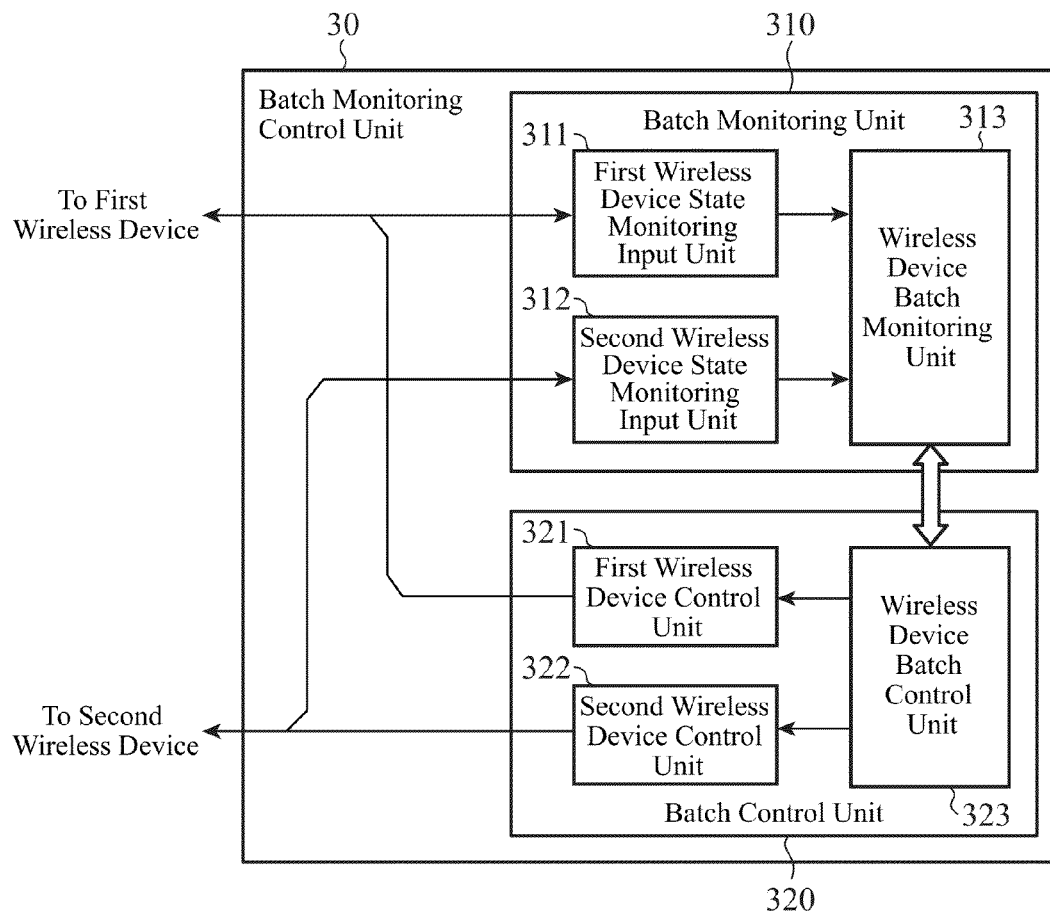 30
310
Batch Monitoring
Control Unit
Batch Monitoring Unit
311
313
First Wireless
Device State
Monitoring
Input Unit
To First
Wireless Device
Wireless
Device
Batch
Monitoring
Unit
312
Second Wireless
Device State
Monitoring
Input Unit
321
First Wireless
Device Control
Unit
Wireless
Device
Batch
Control
Unit
322
Second Wireless
Device Control
Unit
To Second
Wireless Device
Batch Control Unit
323
320